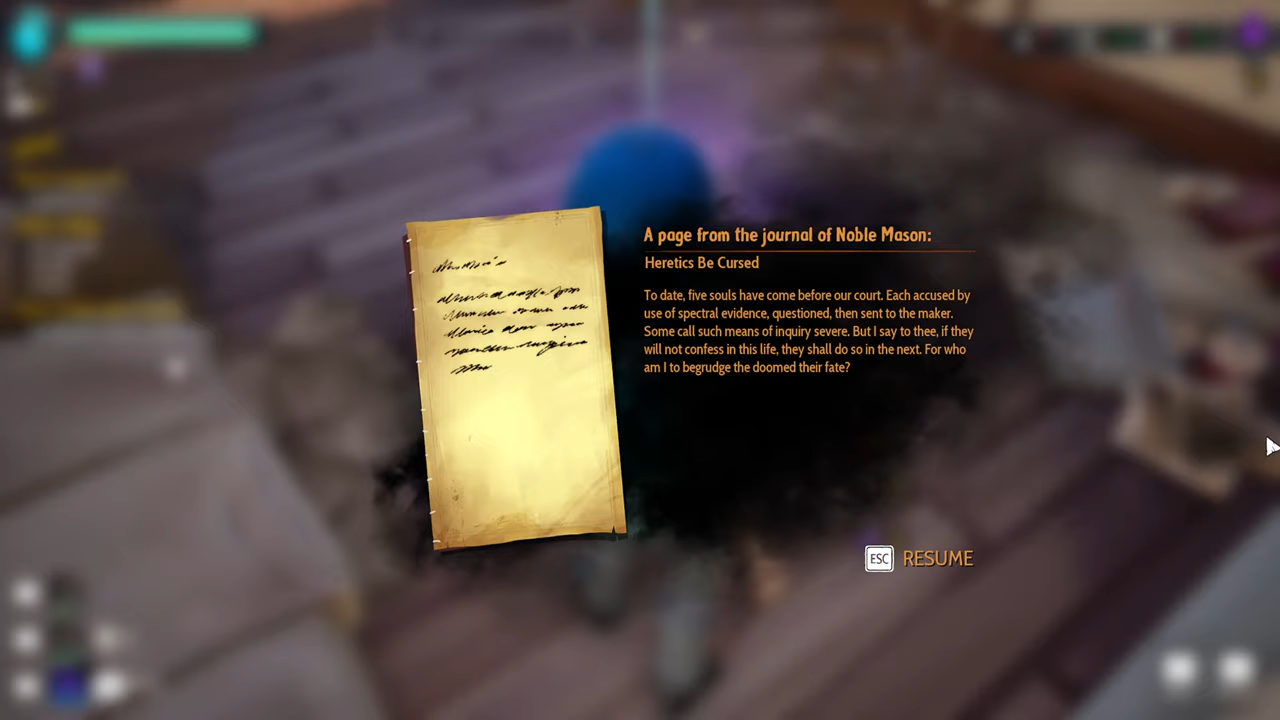 A page from the journal of Noble Mason:
Heretics Be Cursed
To date, five souls have come before our court. Each accused by
use of spectral evidence, questioned, then sent to the maker.
Some call such means of inquiry severe. But I say to thee, if they
will not confess in this life, they shall do so in the next. For who
am I to begrudge the doomed their fate?
ESC RESUME